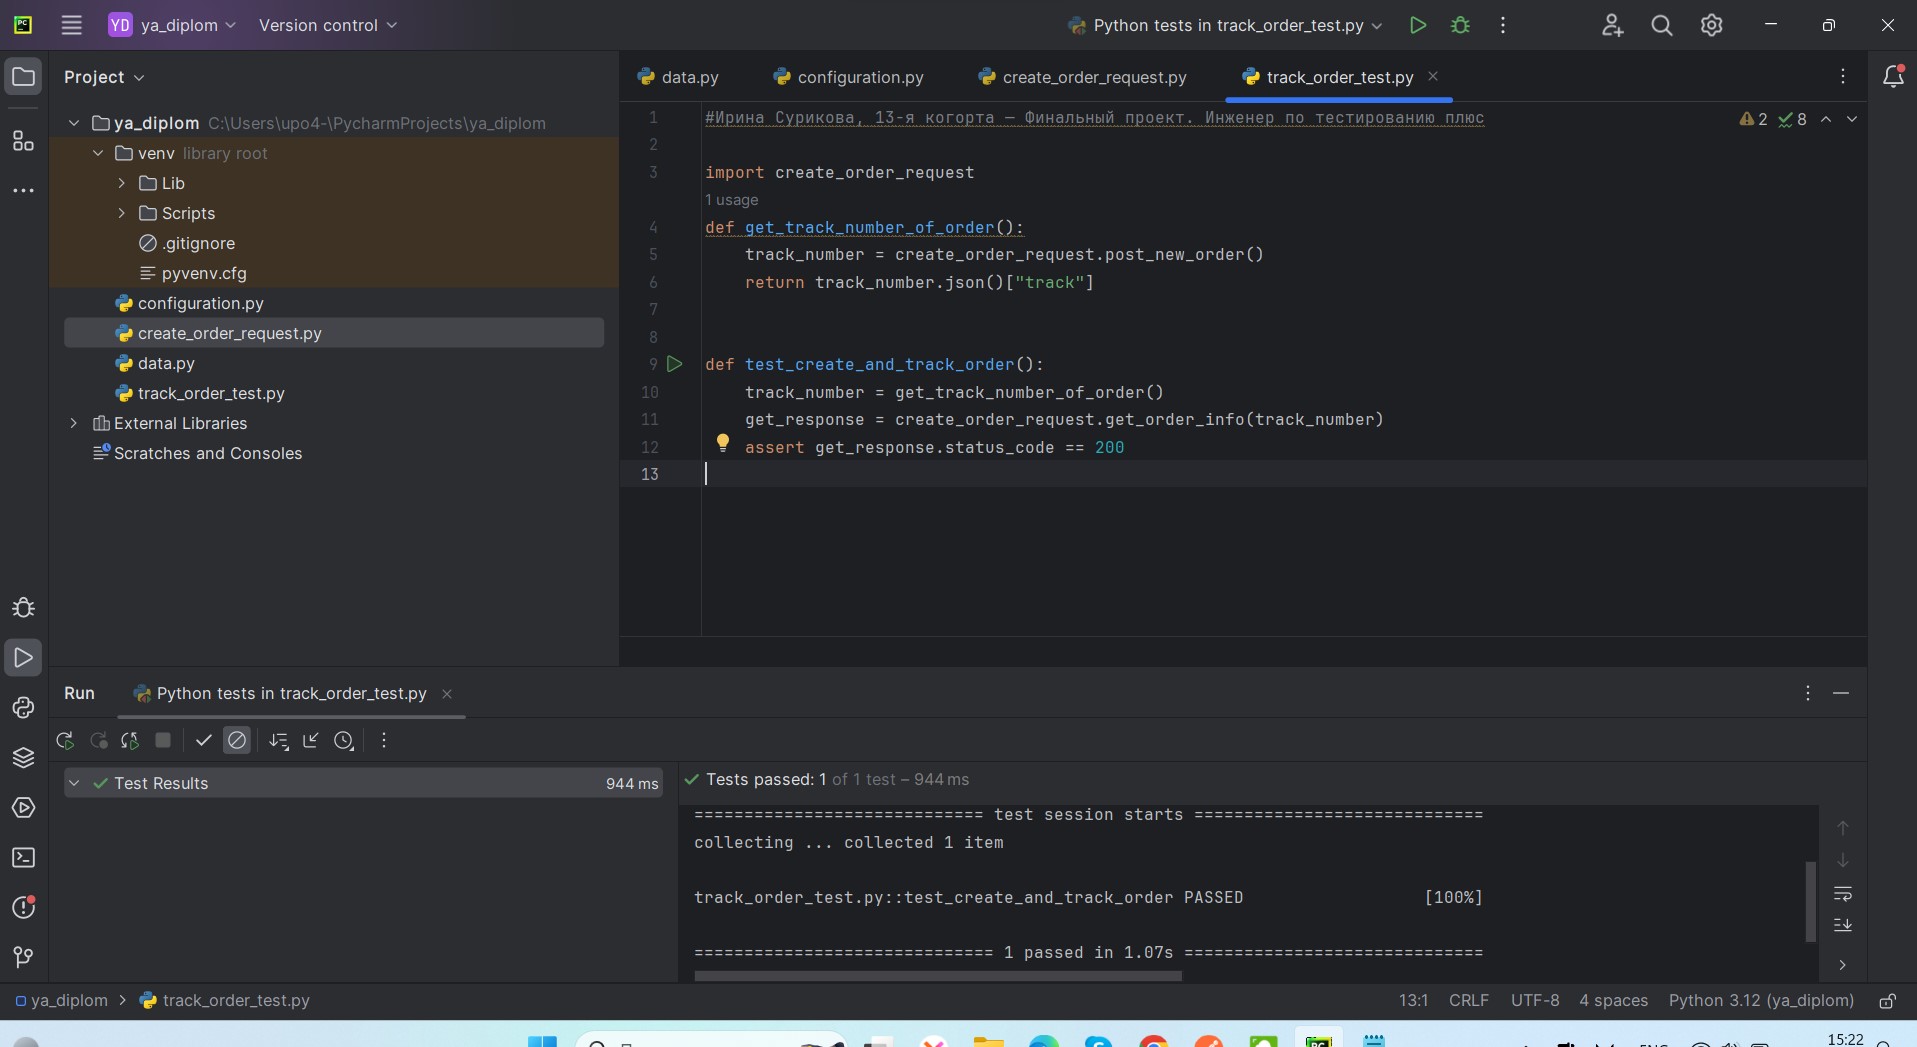 YD ya_diplom Version control Python tests in track_order_test.py
Project
data.py configuration.py create_order_request.py track_order_test.py
ya_diplom C:\Users\upo4-\PycharmProjects\ya_diplom
venv library root
Lib
Scripts
.gitignore
pyvenv.cfg
configuration.py
create_order_request.py
data.py
track_order_test.py
External Libraries
Scratches and Consoles
2 8
1 #Ирина Сурикова, 13-я когорта — Финальный проект. Инженер по тестированию плюс
2
3 import create_order_request
1 usage
4 def get_track_number_of_order():
5 track_number = create_order_request.post_new_order()
6 return track_number.json()["track"]
7
8
9 def test_create_and_track_order():
10 track_number = get_track_number_of_order()
11 get_response = create_order_request.get_order_info(track_number)
12 assert get_response.status_code == 200
13
Run Python tests in track_order_test.py
Test Results 944 ms
Tests passed: 1 of 1 test – 944 ms
============================= test session starts =============================
collecting ... collected 1 item

track_order_test.py::test_create_and_track_order PASSED [100%]

============================== 1 passed in 1.07s ==============================
ya_diplom > track_order_test.py 13:1 CRLF UTF-8 4 spaces Python 3.12 (ya_diplom)
15:22